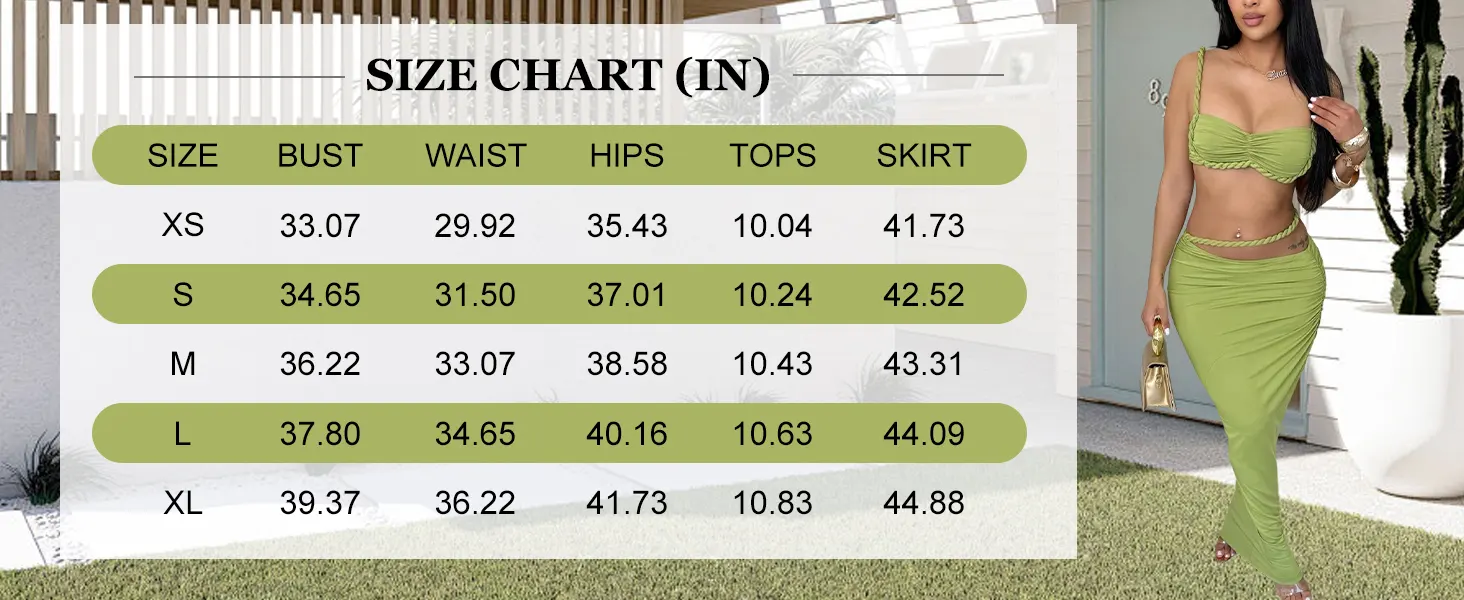 SIZE CHART (IN)
SIZE BUST WAIST HIPS TOPS SKIRT
XS 33.07 29.92 35.43 10.04 41.73
S 34.65 31.50 37.01 10.24 42.52
M 36.22 33.07 38.58 10.43 43.31
L 37.80 34.65 40.16 10.63 44.09
XL 39.37 36.22 41.73 10.83 44.88